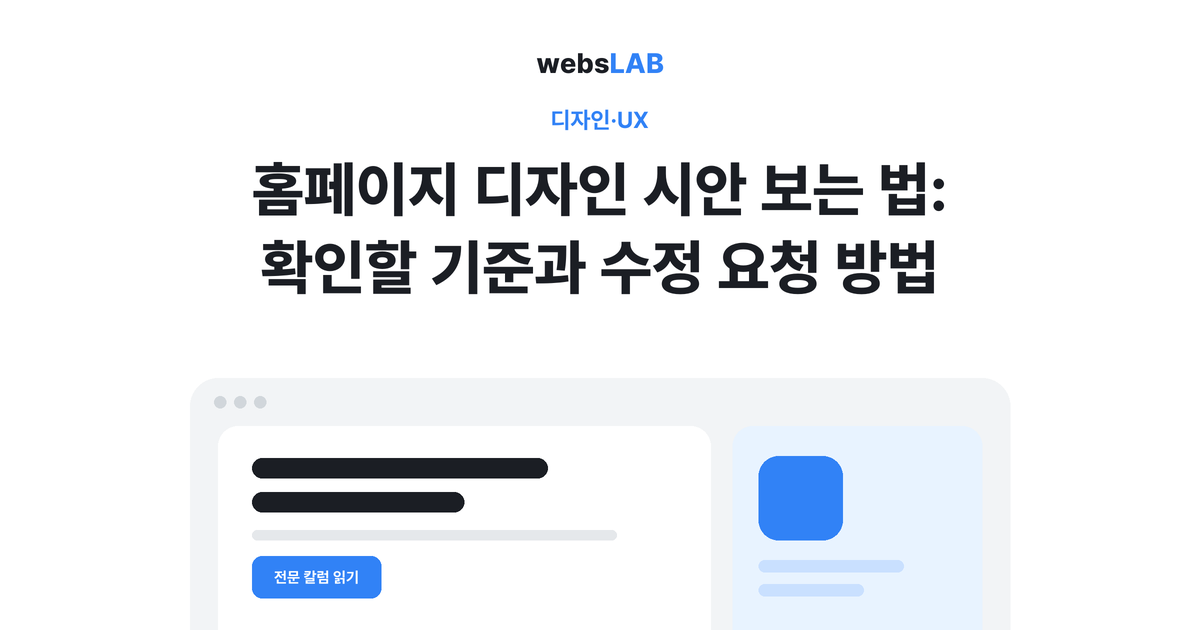 websLAB
디자인·UX
홈페이지 디자인 시안 보는 법:
확인할 기준과 수정 요청 방법
전문 칼럼 읽기